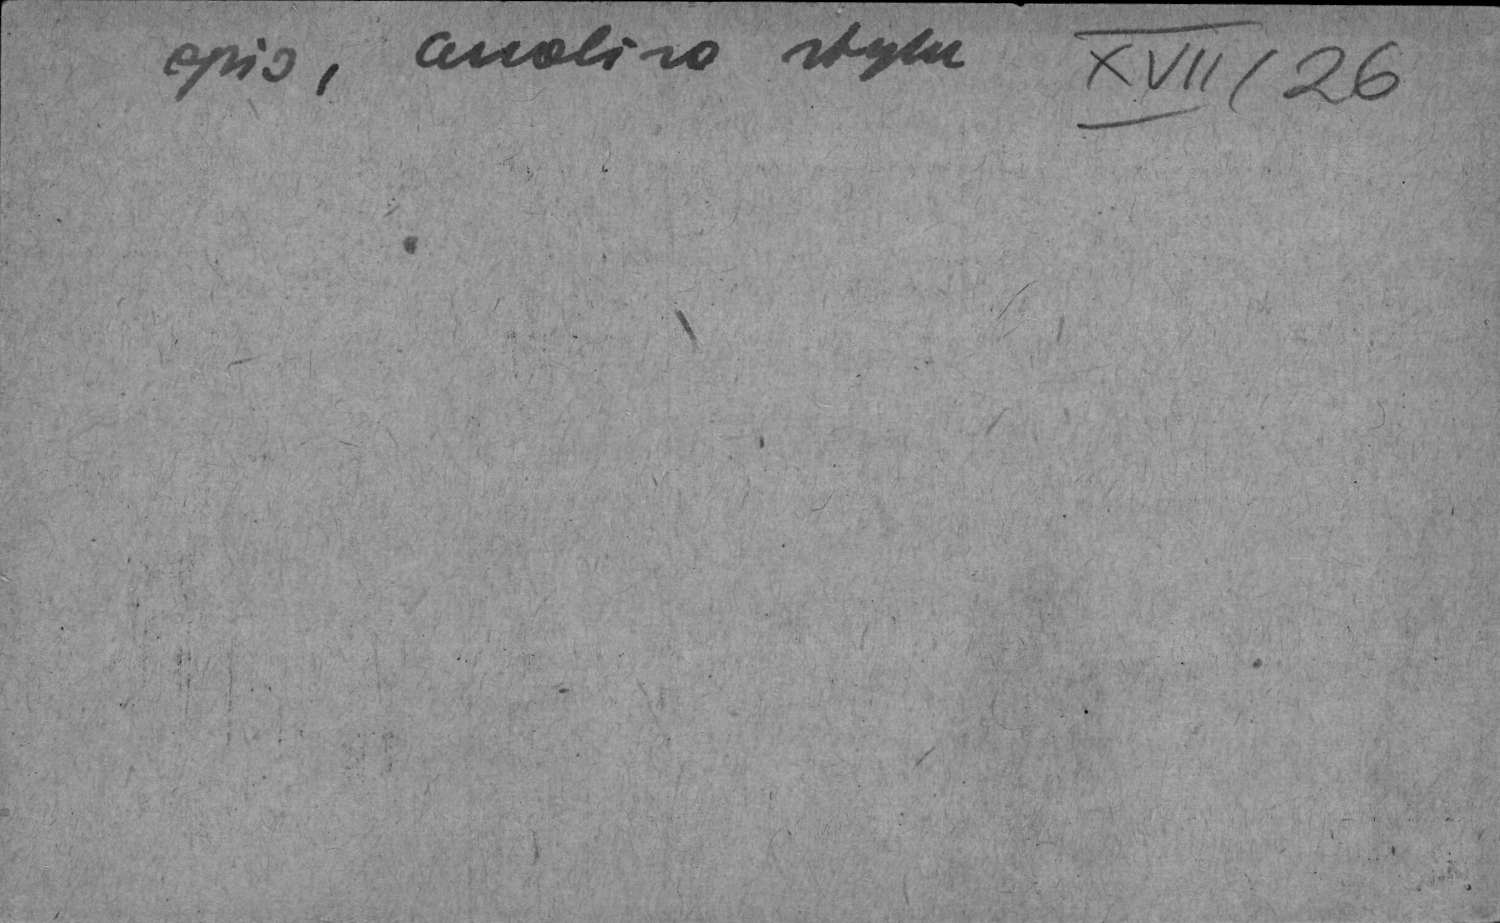 opis, analiza stylu XVII/26